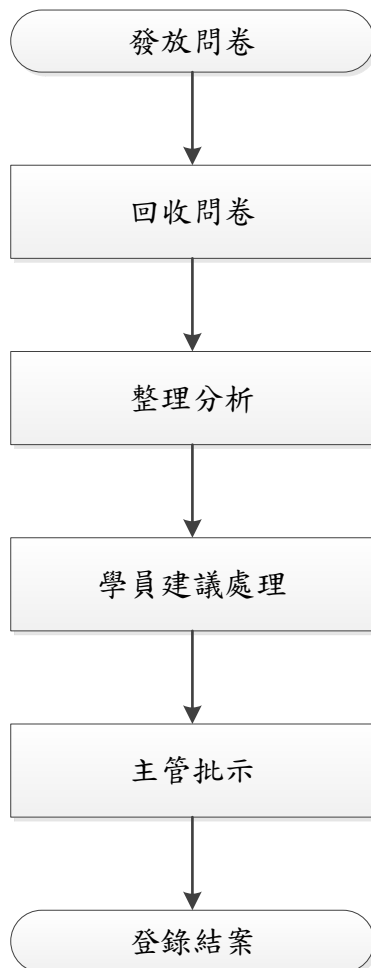 發放問卷
回收問卷
整理分析
學員建議處理
主管批示
登錄結案